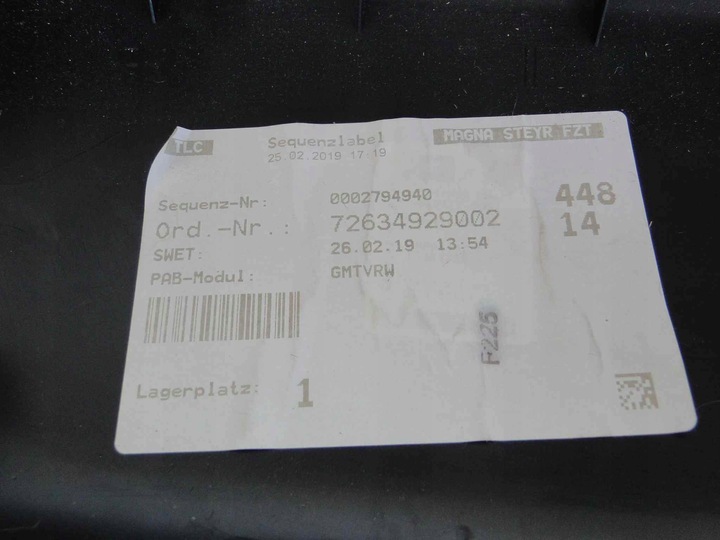 TLC
Sequenzlabel
MAGNA STEYR FZT
25.02.2019 17:19
Sequenz-Nr: 0002794940
448
Ord.-Nr.: 72634929002
14
SWET: 26.02.19 13:54
PAB-Modul: GMTVRW
F225
Lagerplatz: 1